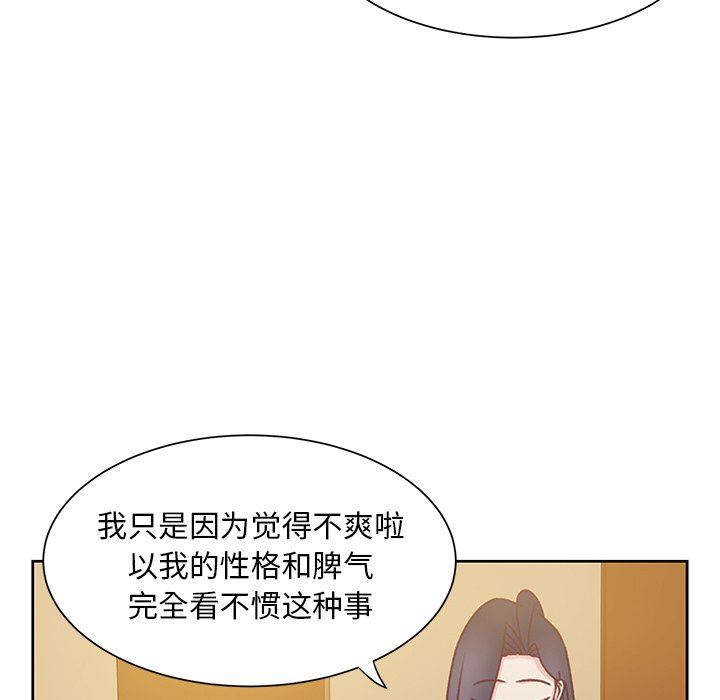 我只是因为觉得不爽啦
以我的性格和脾气
完全看不惯这种事